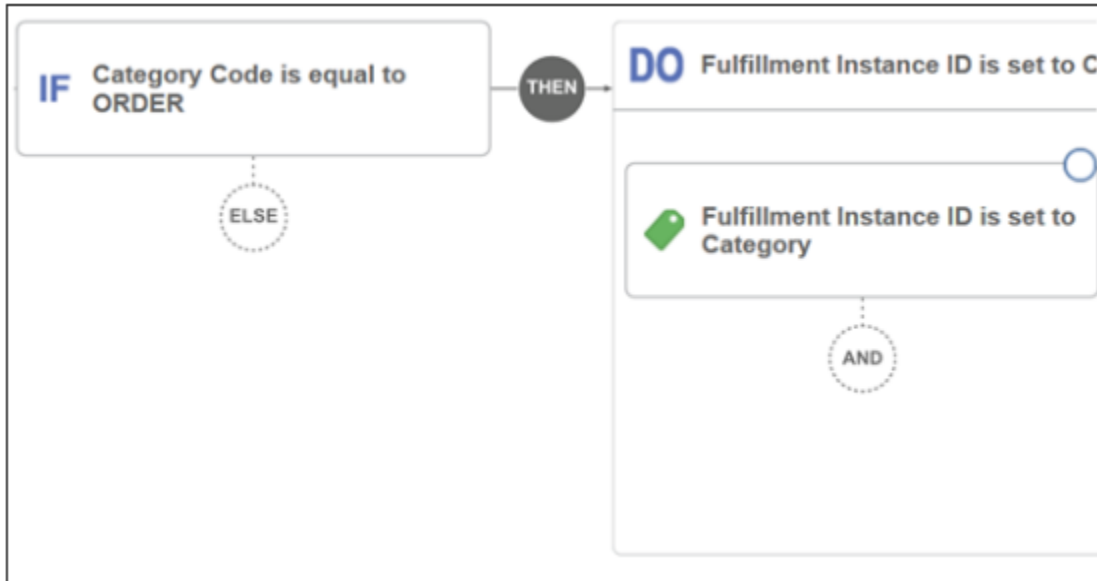 IF
Category Code is equal to
ORDER
THEN
DO
Fulfillment Instance ID is set to C
ELSE
Fulfillment Instance ID is set to
Category
AND